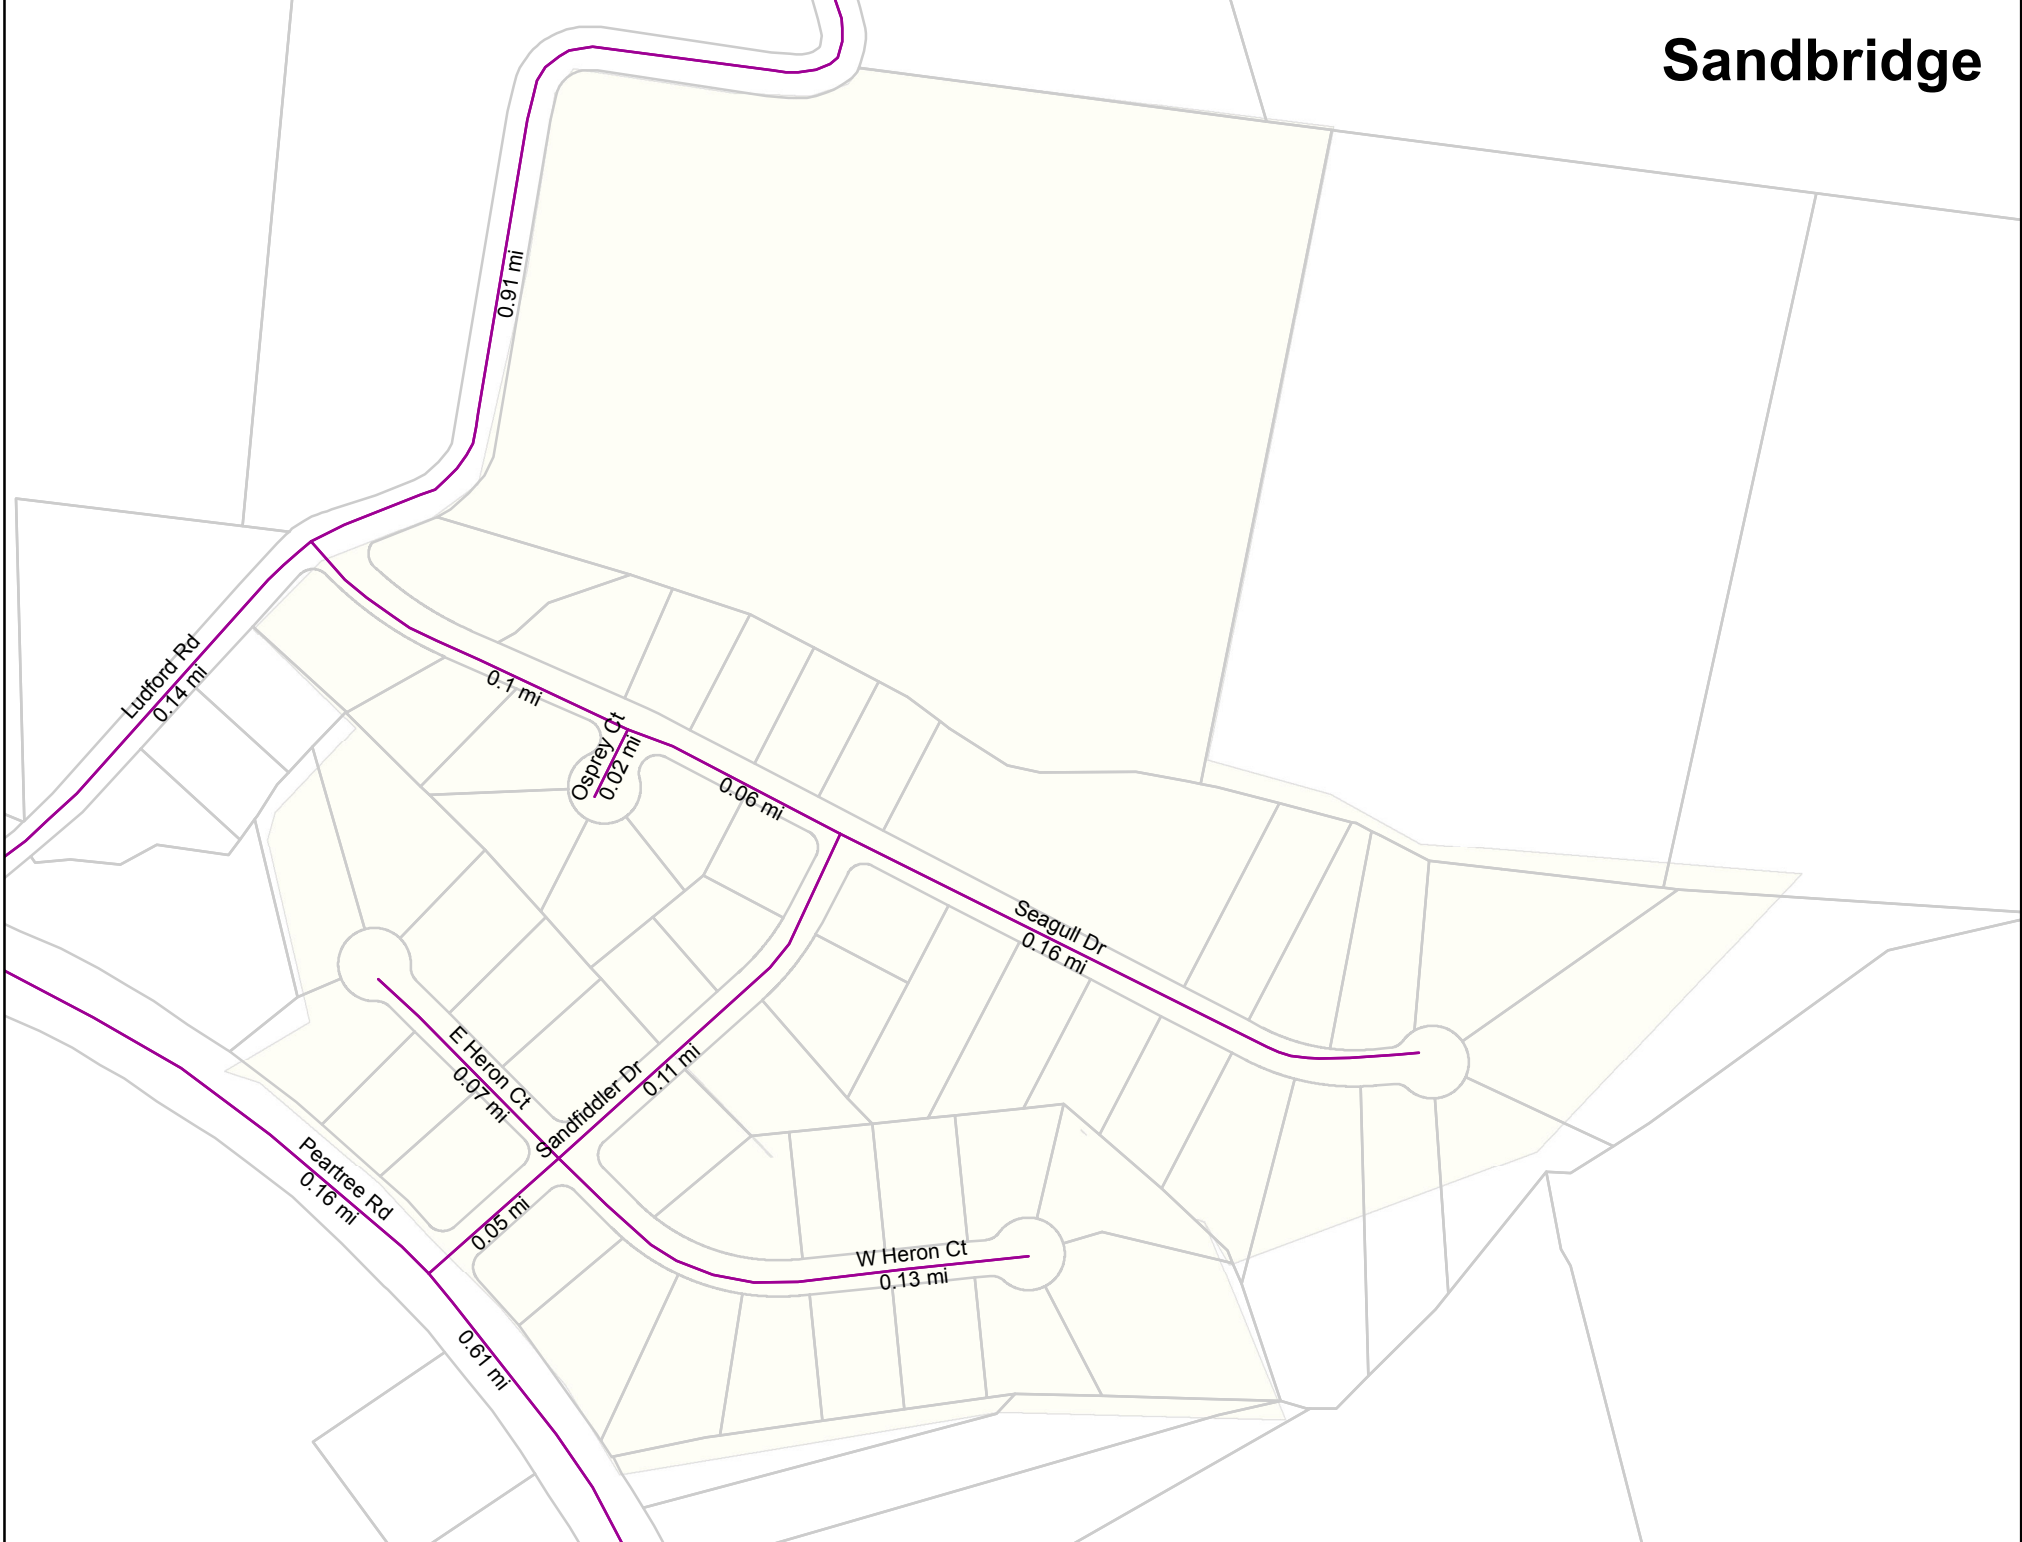 Sandbridge
0.91 mi
Ludford Rd
0.14 mi
0.1 mi
Osprey Ct
0.02 mi
0.06 mi
Seagull Dr
0.16 mi
E Heron Ct
0.07 mi
Sandfiddler Dr
0.11 mi
Peartree Rd
0.16 mi
0.05 mi
W Heron Ct
0.13 mi
0.61 mi